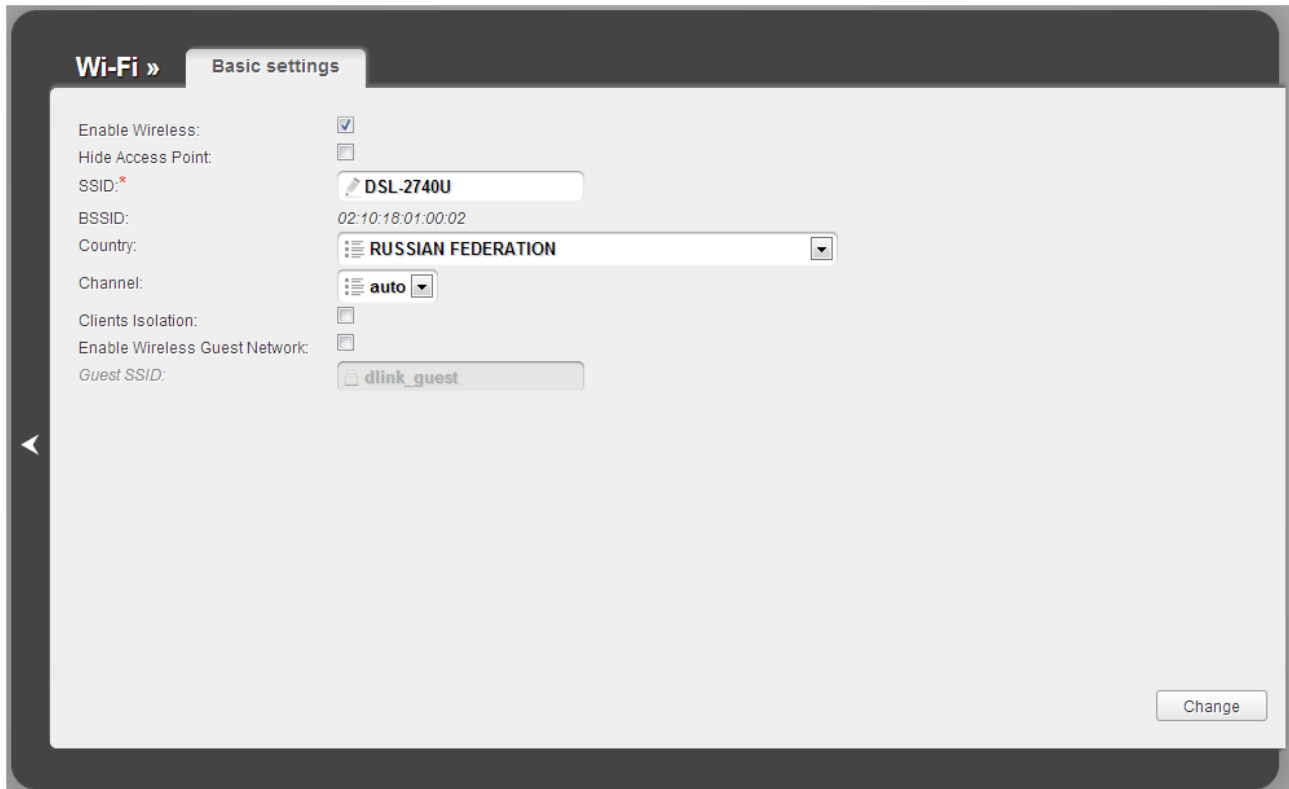 Wi-Fi » Basic settings
Enable Wireless:
Hide Access Point:
SSID:* DSL-2740U
BSSID: 02:10:18:01:00:02
Country: RUSSIAN FEDERATION
Channel: auto
Clients Isolation:
Enable Wireless Guest Network:
Guest SSID: dlink_guest
Change